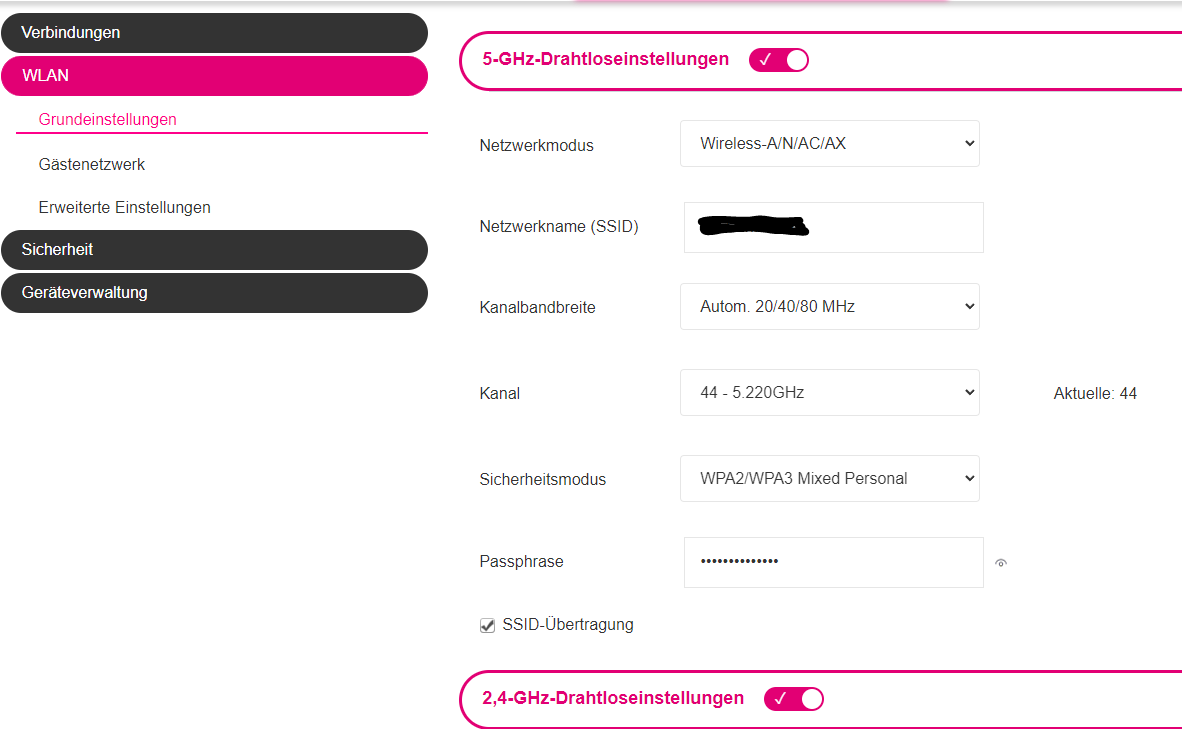 Verbindungen
WLAN
Grundeinstellungen
Gästenetzwerk
Erweiterte Einstellungen
Sicherheit
Geräteverwaltung
5-GHz-Drahtloseinstellungen
Netzwerkmodus Wireless-A/N/AC/AX
Netzwerkname (SSID)
Kanalbandbreite Autom. 20/40/80 MHz
Kanal 44 - 5.220GHz Aktuelle: 44
Sicherheitsmodus WPA2/WPA3 Mixed Personal
Passphrase ••••••••••••••
SSID-Übertragung
2,4-GHz-Drahtloseinstellungen